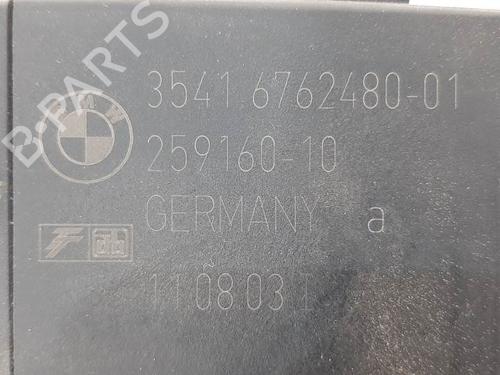 B-PARTS
BMW
3541 6762480-01
259160-10
GERMANY a
11 08 03